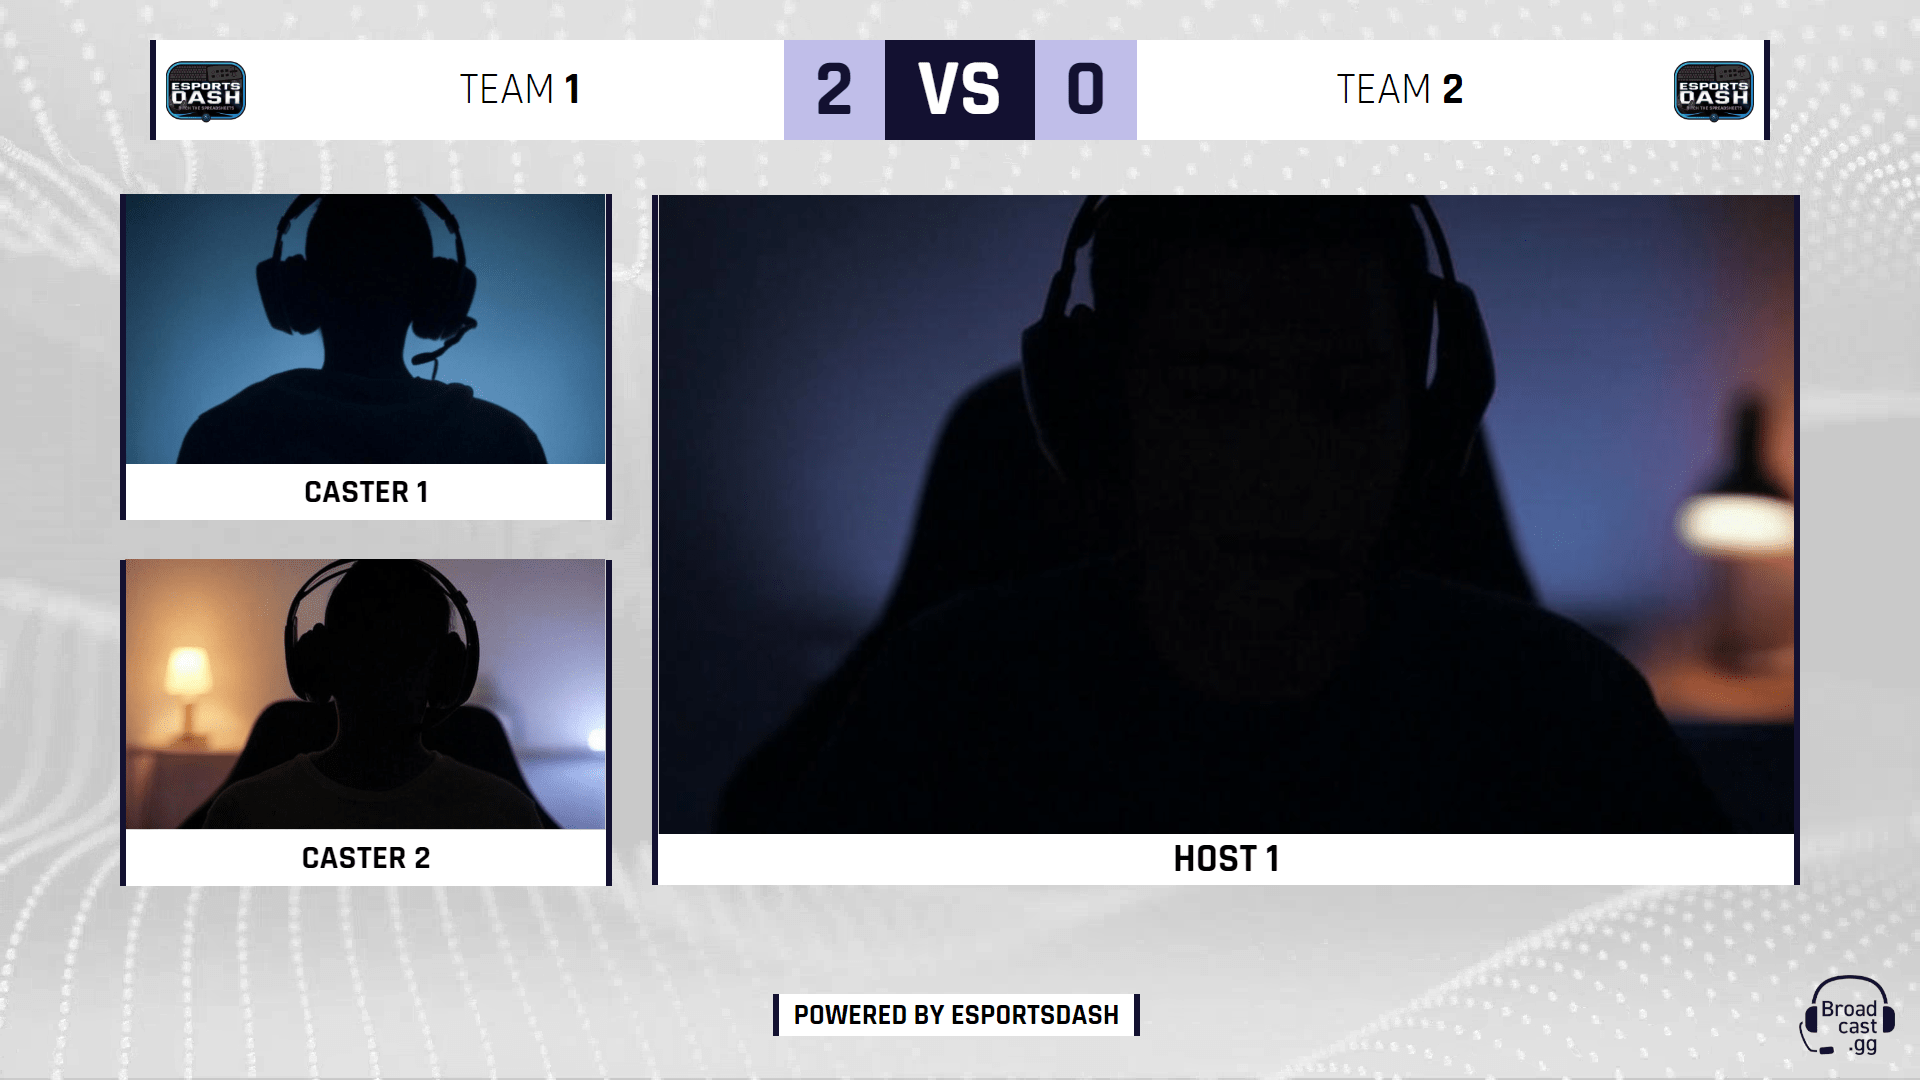 ESPORTS
DASH
TEAM 1
2
VS
0
TEAM 2
ESPORTS
DASH
CASTER 1
CASTER 2
HOST 1
POWERED BY ESPORTSDASH
Broad
cast
.gg